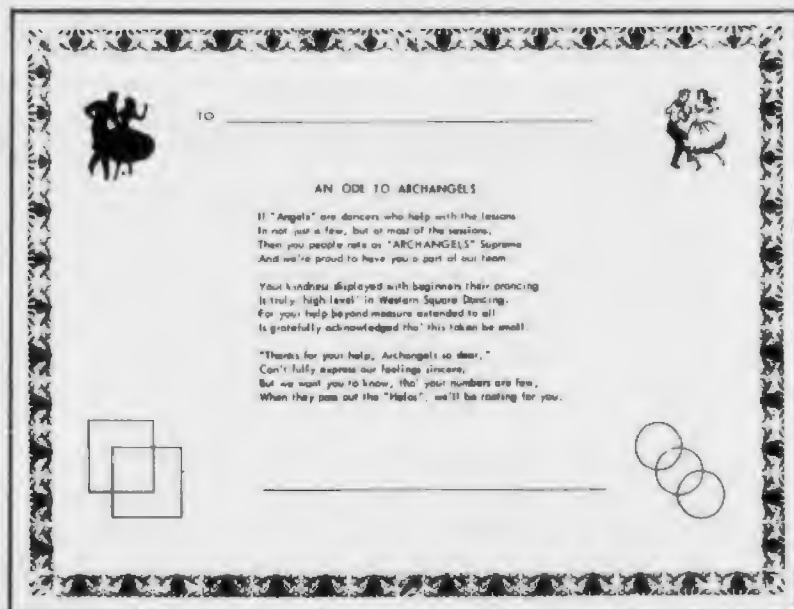 TO
AN ODE TO ARCHANGELS
If "Angels" are dancers who help with the lessons
In not just a few, but at most of the sessions,
Then you people rate as "ARCHANGELS" Supreme
And we're proud to have you a part of our team
Your kindness displayed with beginners their prancing
Is truly "high level" in Western Square Dancing.
For your help beyond measure extended to all
Is gratefully acknowledged tho' this token be small.
"Thanks for your help, Archangels so dear,"
Can't fully express our feelings sincere,
But we want you to know, tho' your numbers are few,
When they pass out the "Halos", we'll be rooting for you.